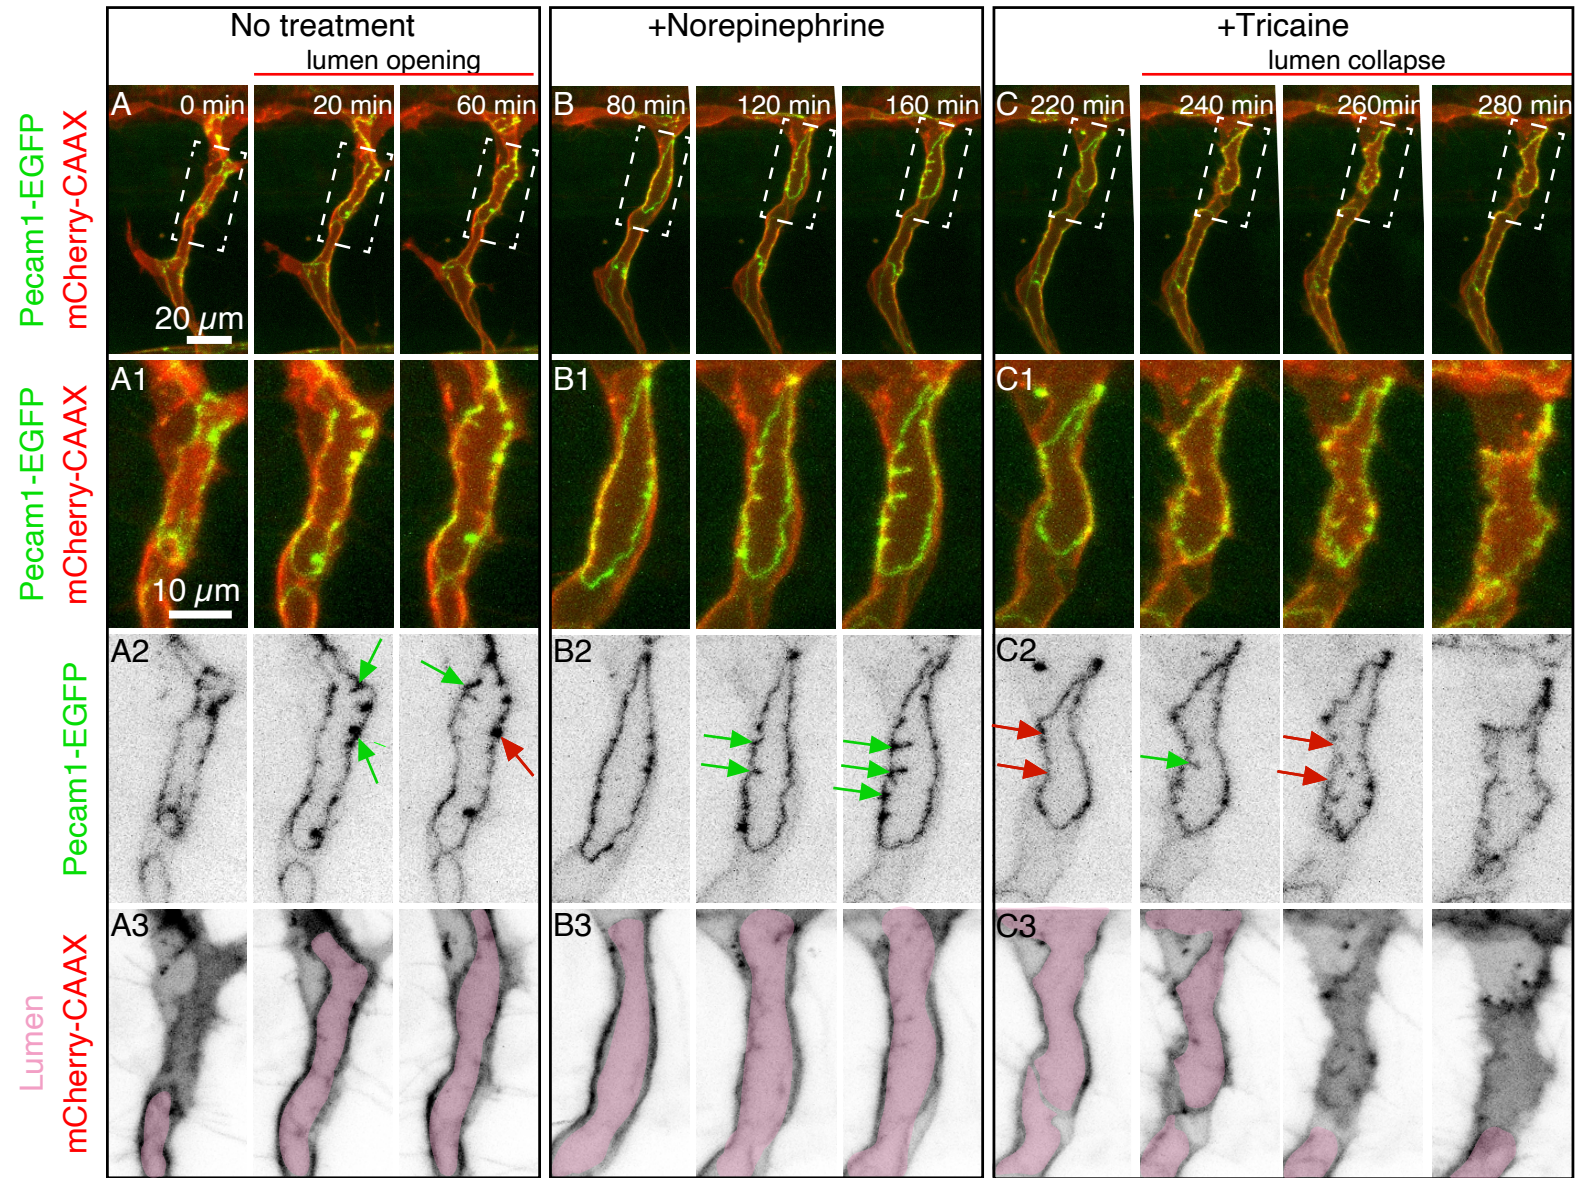 No treatment
lumen opening
+Norepinephrine
+Tricaine
lumen collapse
Pecam1-EGFP
mCherry-CAAX
A
0 min
20 min
60 min
B
80 min
120 min
160 min
C
220 min
240 min
260min
280 min
20 µm
Pecam1-EGFP
mCherry-CAAX
A1
B1
C1
10 µm
Pecam1-EGFP
A2
B2
C2
Lumen
mCherry-CAAX
A3
B3
C3